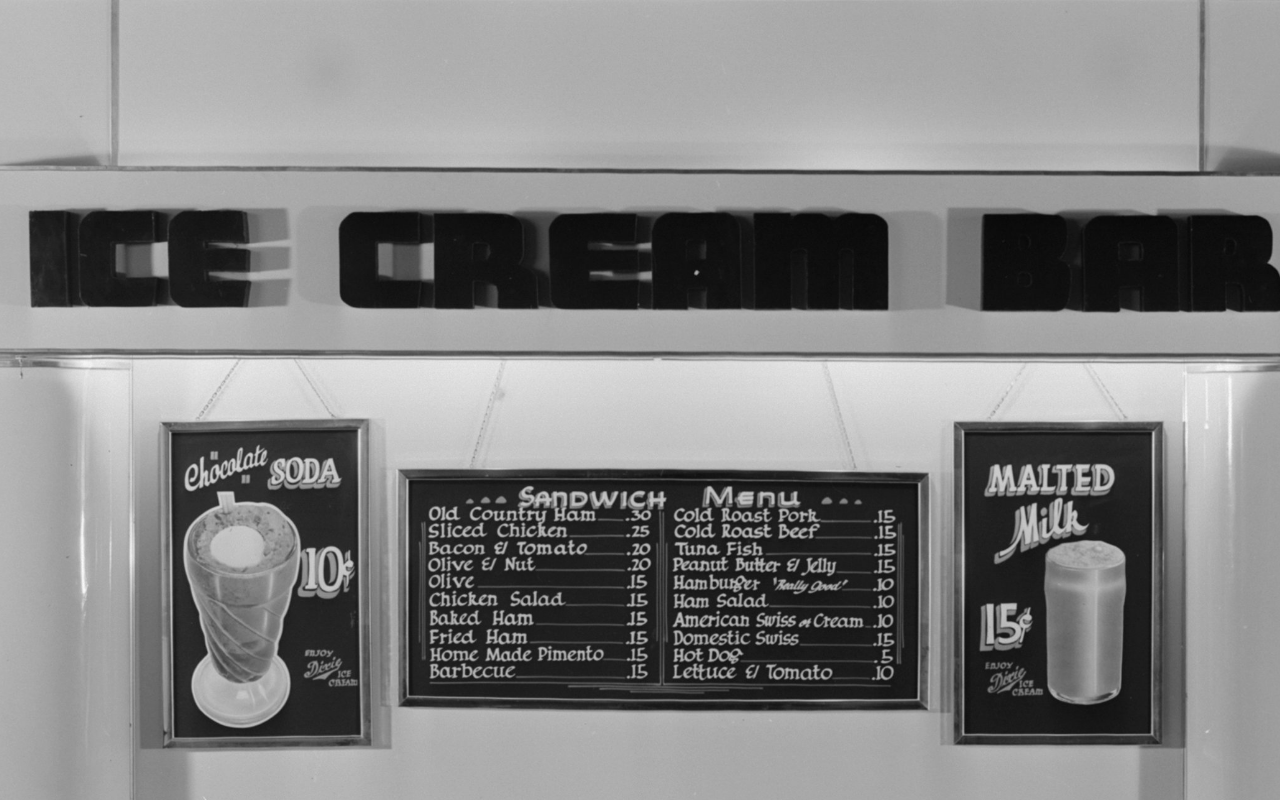 ICE CREAM BAR
Chocolate SODA
10¢
ENJOY
Dixie
ICE
CREAM
SANDWICH MENU
Old Country Ham .30
Sliced Chicken .25
Bacon & Tomato .20
Olive & Nut .20
Olive .15
Chicken Salad .15
Baked Ham .15
Fried Ham .15
Home Made Pimento .15
Barbecue .15
Cold Roast Pork .15
Cold Roast Beef .15
Tuna Fish .15
Peanut Butter & Jelly .15
Hamburger "Really Good!" .10
Ham Salad .10
American Swiss or Cream .10
Domestic Swiss .15
Hot Dog .5
Lettuce & Tomato .10
MALTED
Milk
15¢
ENJOY
Dixie
ICE
CREAM